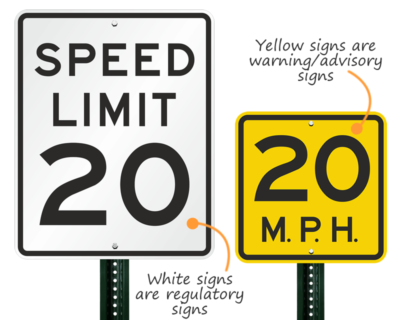 SPEED
LIMIT
20
Yellow signs are
warning/advisory
signs
20
M. P. H.
White signs
are regulatory
signs